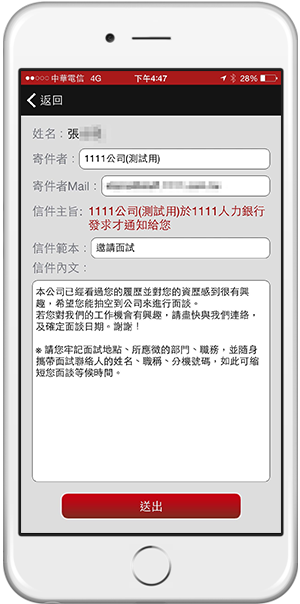 中華電信 4G 下午4:47 28%
返回
姓名：張
寄件者： 1111公司(測試用)
寄件者Mail：
信件主旨: 1111公司(測試用)於1111人力銀行
發求才通知給您
信件範本： 邀請面試
信件內文：
本公司已經看過您的履歷並對您的資歷感到很有興
趣，希望您能抽空到公司來進行面談。
若您對我們的工作機會有興趣，請盡快與我們連絡，
及確定面談日期。謝謝！
※ 請您牢記面試地點、所應徵的部門、職務，並隨身
攜帶面試聯絡人的姓名、職稱、分機號碼，如此可縮
短您面談等候時間。
送出